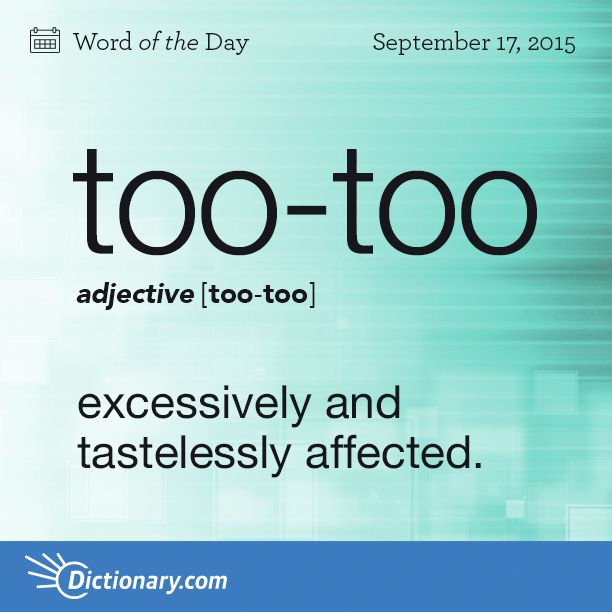 Word of the Day
September 17, 2015
too-too
adjective [too-too]
excessively and
tastelessly affected.
Dictionary.com